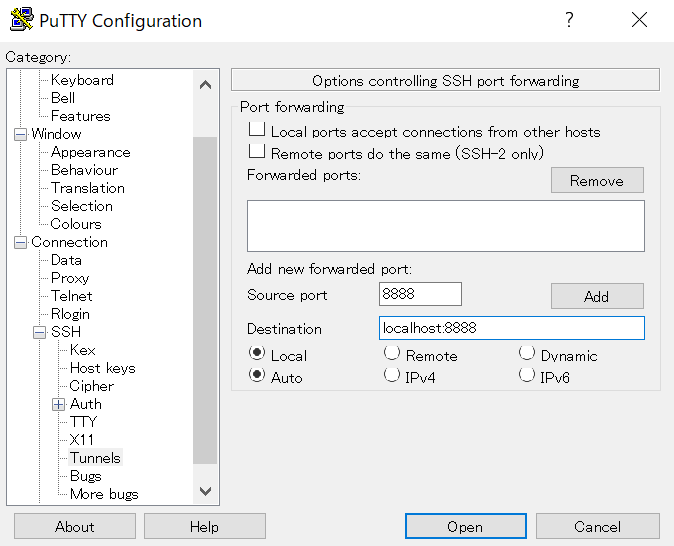 PuTTY Configuration
?
Category:
Keyboard
Bell
Features
Window
Appearance
Behaviour
Translation
Selection
Colours
Connection
Data
Proxy
Telnet
Rlogin
SSH
Kex
Host keys
Cipher
Auth
TTY
X11
Tunnels
Bugs
More bugs
Options controlling SSH port forwarding
Port forwarding
Local ports accept connections from other hosts
Remote ports do the same (SSH-2 only)
Forwarded ports:
Remove
Add new forwarded port:
Source port 8888 Add
Destination localhost:8888
Local Remote Dynamic
Auto IPv4 IPv6
About Help Open Cancel